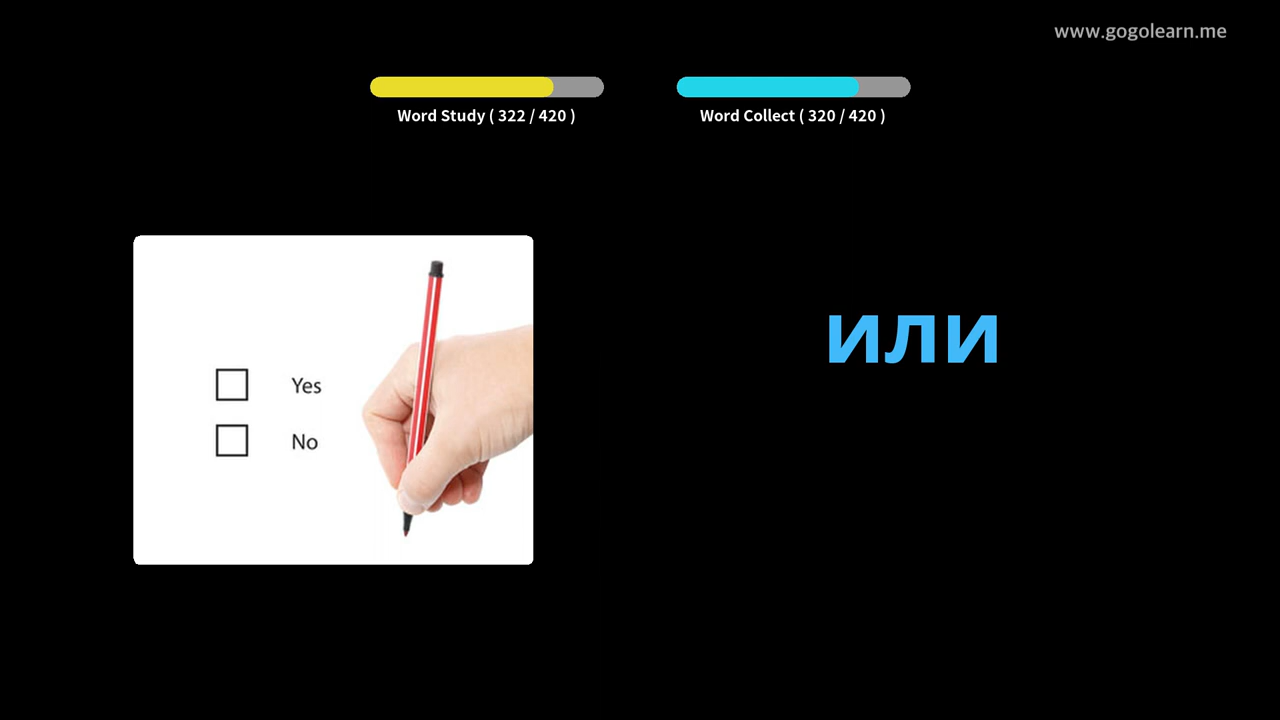 www.gogolearn.me
Word Study ( 322 / 420 )
Word Collect ( 320 / 420 )
Yes
No
или